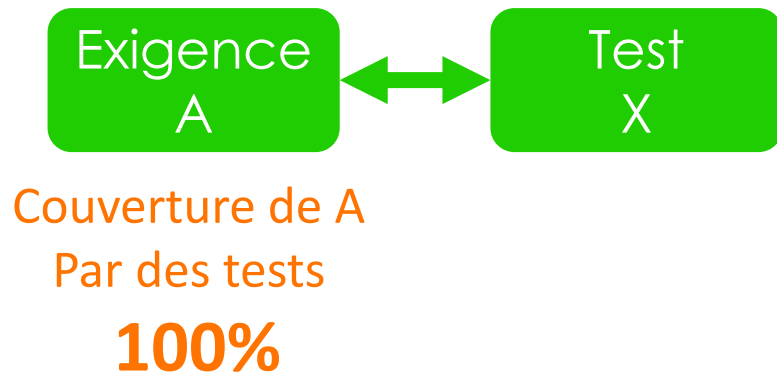 Exigence
A
Test
X
Couverture de A
Par des tests
100%